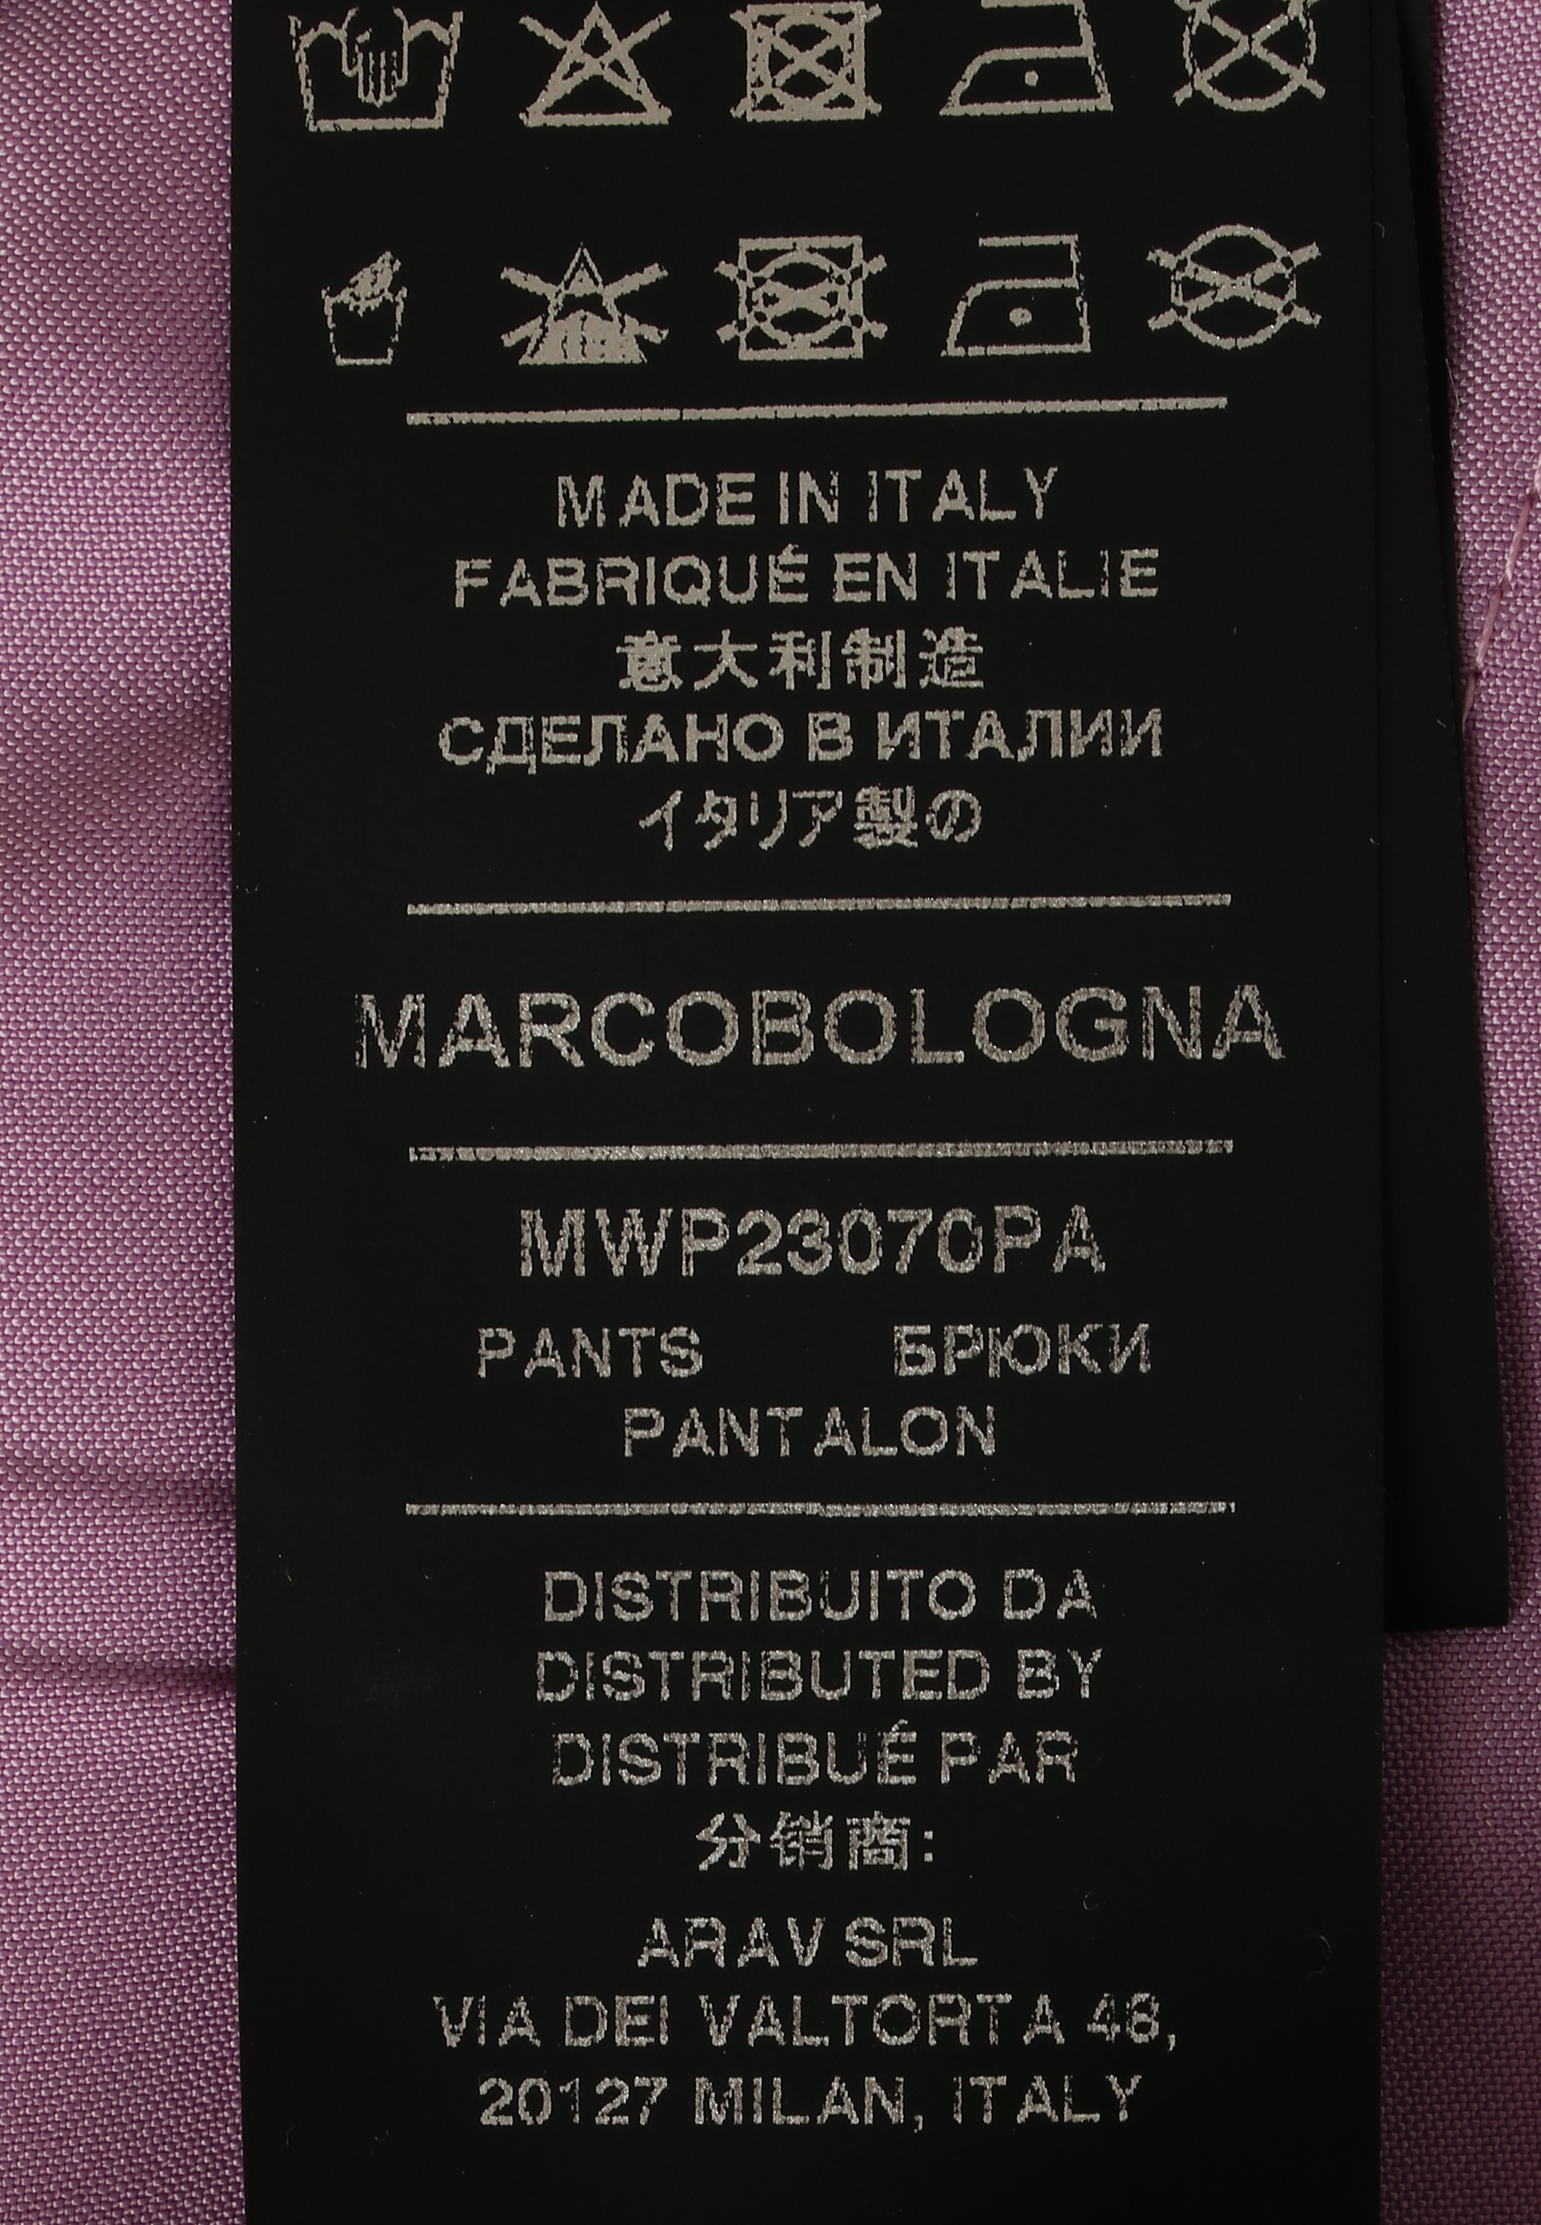 MADE IN ITALY
FABRIQUÉ EN ITALIE
意大利制造
СДЕЛАНО В ИТАЛИИ
イタリア製の
MARCOBOLOGNA
MWP23070PA
PANTS БРЮКИ
PANTALON
DISTRIBUITO DA
DISTRIBUTED BY
DISTRIBUÉ PAR
分销商:
ARAV SRL
VIA DEI VALTORTA 48,
20127 MILAN, ITALY